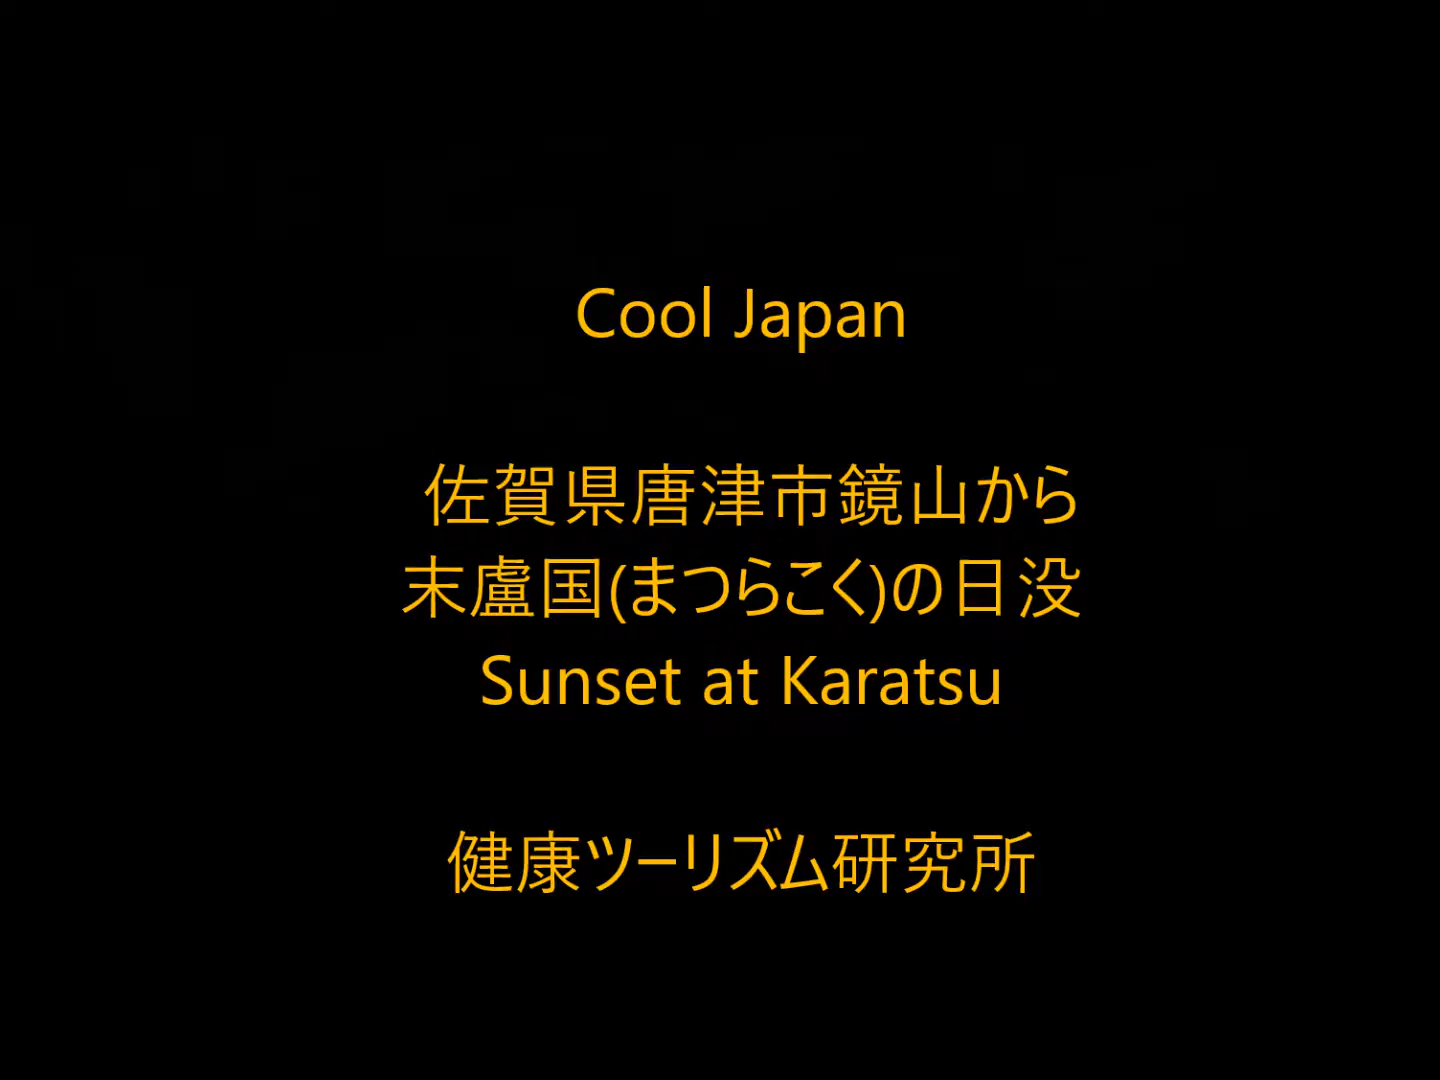 Cool Japan
佐賀県唐津市鏡山から
末盧国(まつらこく)の日没
Sunset at Karatsu
健康ツーリズム研究所